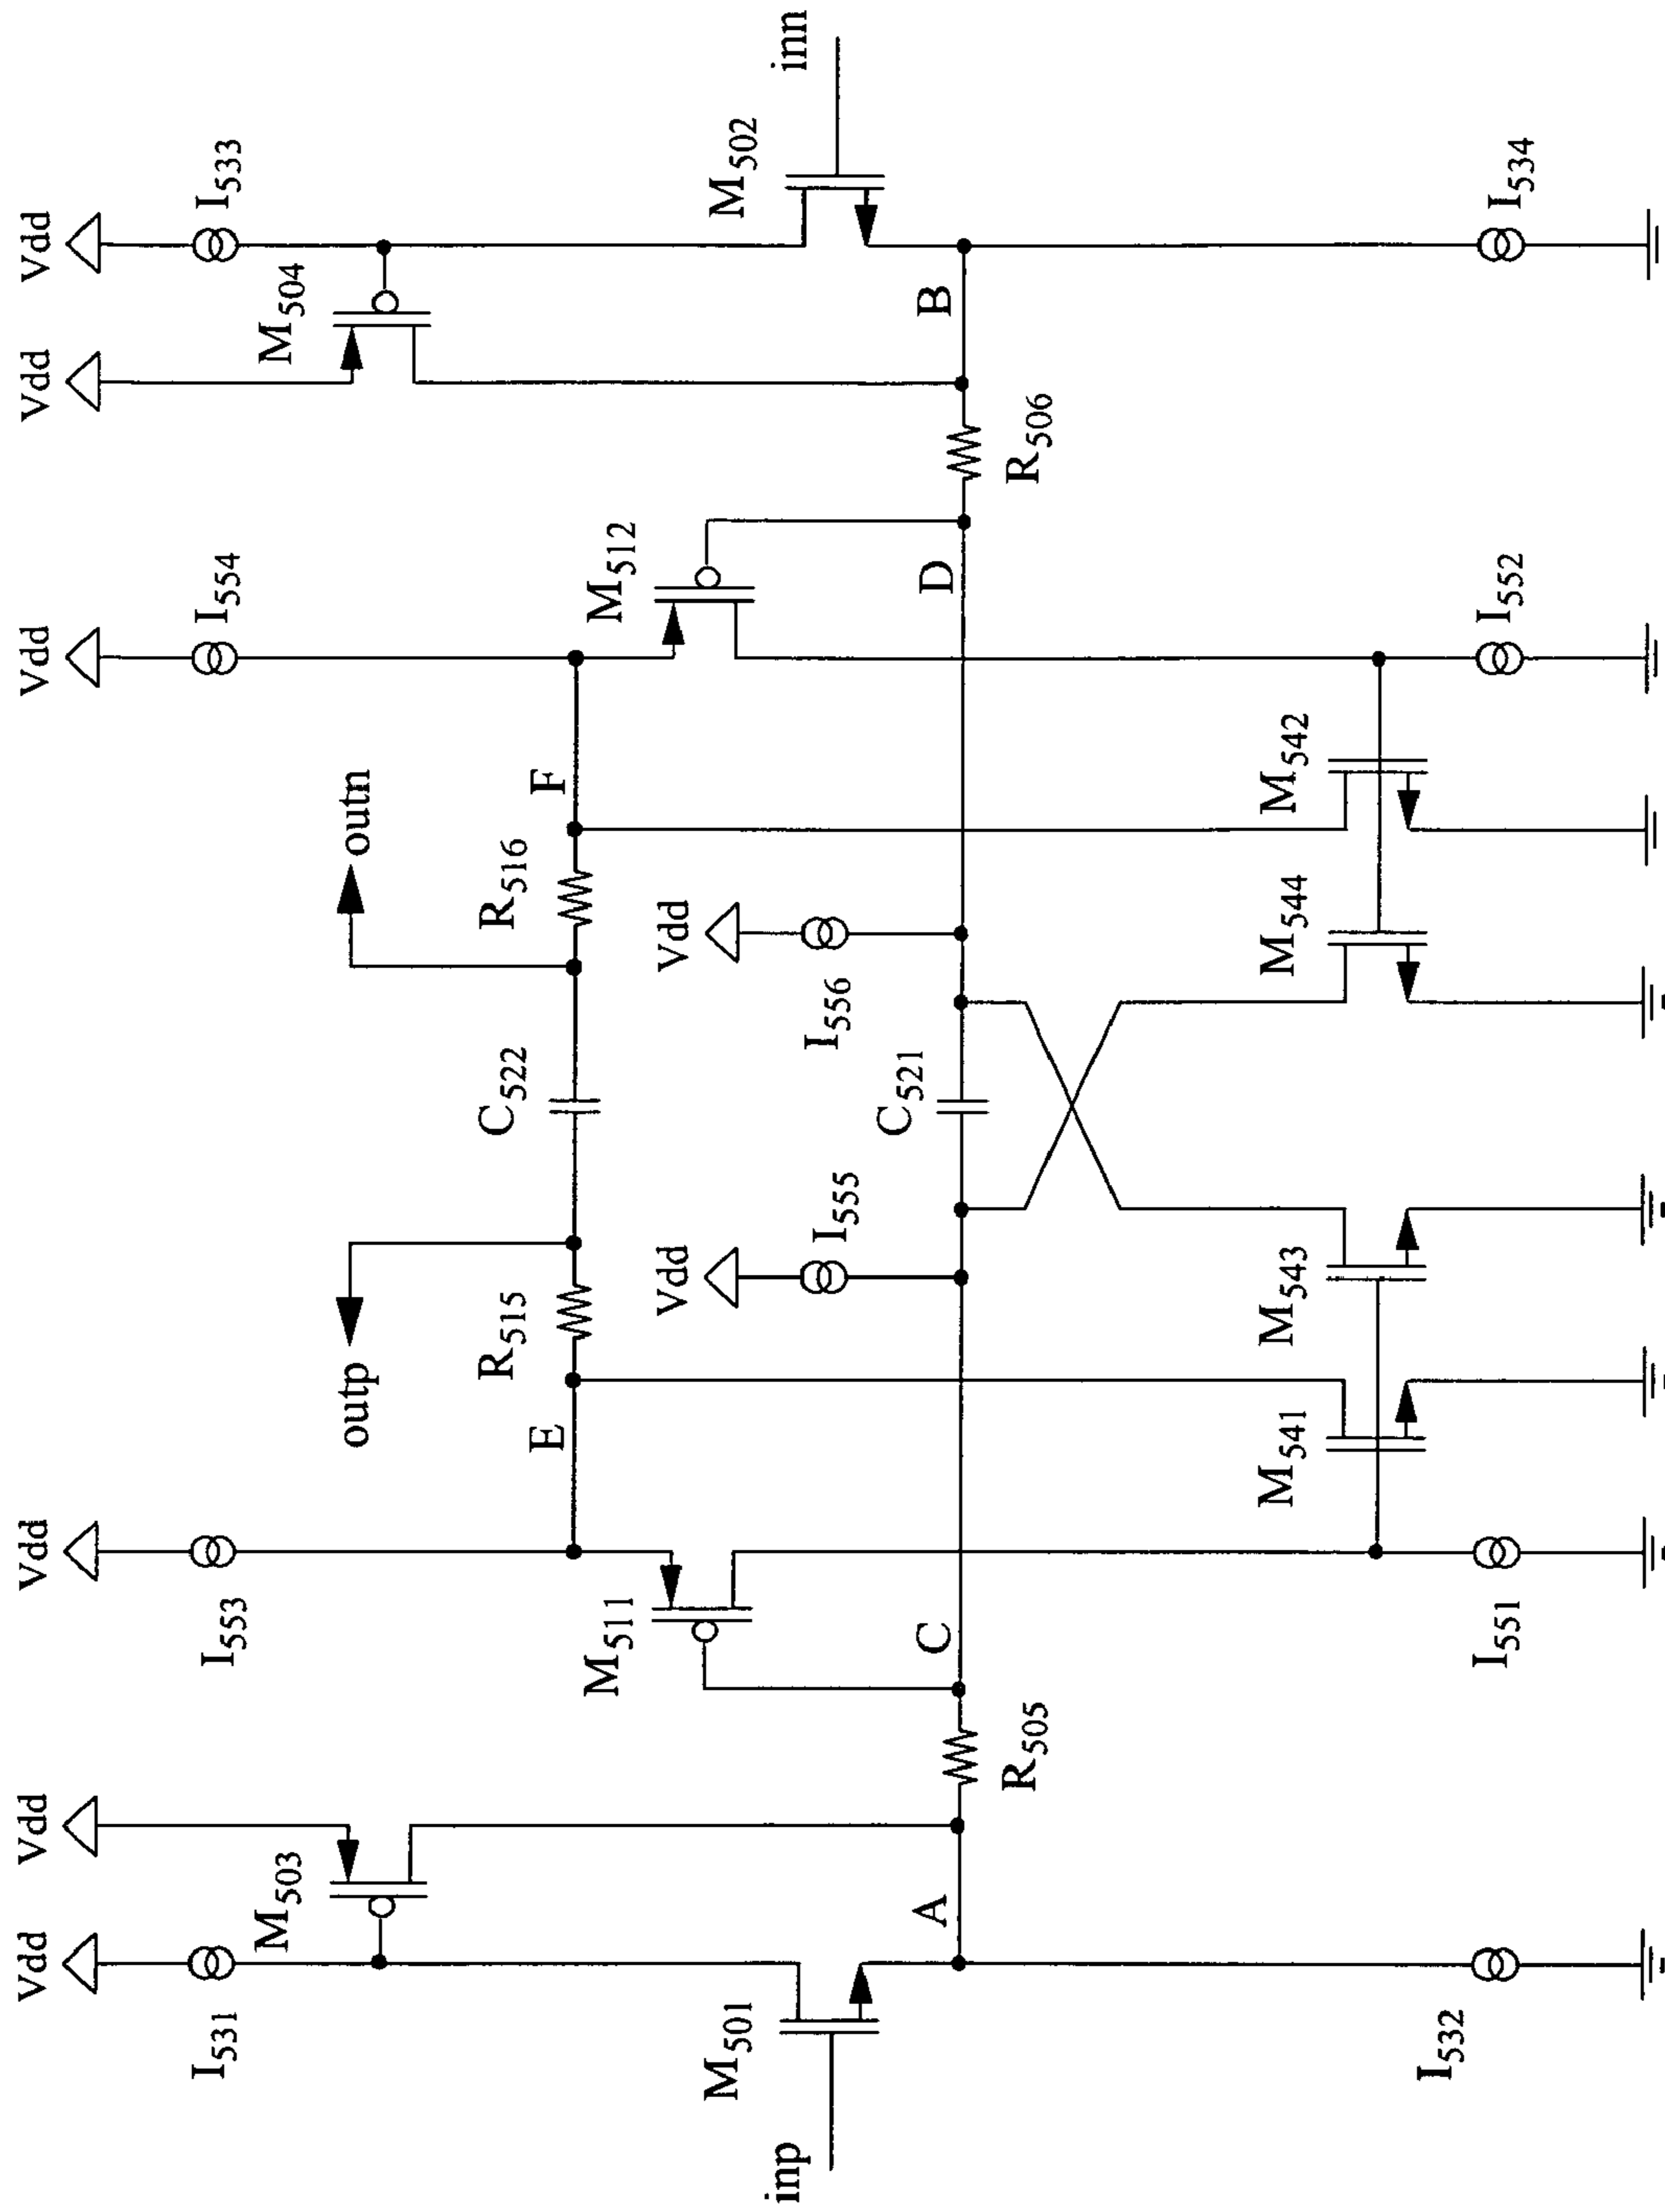 Vdd Vdd Vdd Vdd Vdd Vdd
I531 I553 I554 I533
M503 M504
outp outn
R515 C522 R516
E F
M511 M512
Vdd Vdd
M501 M502
inp inn
I555 I556
C521
A C D B
R505 R506
M541 M543 M544 M542
I532 I551 I552 I534